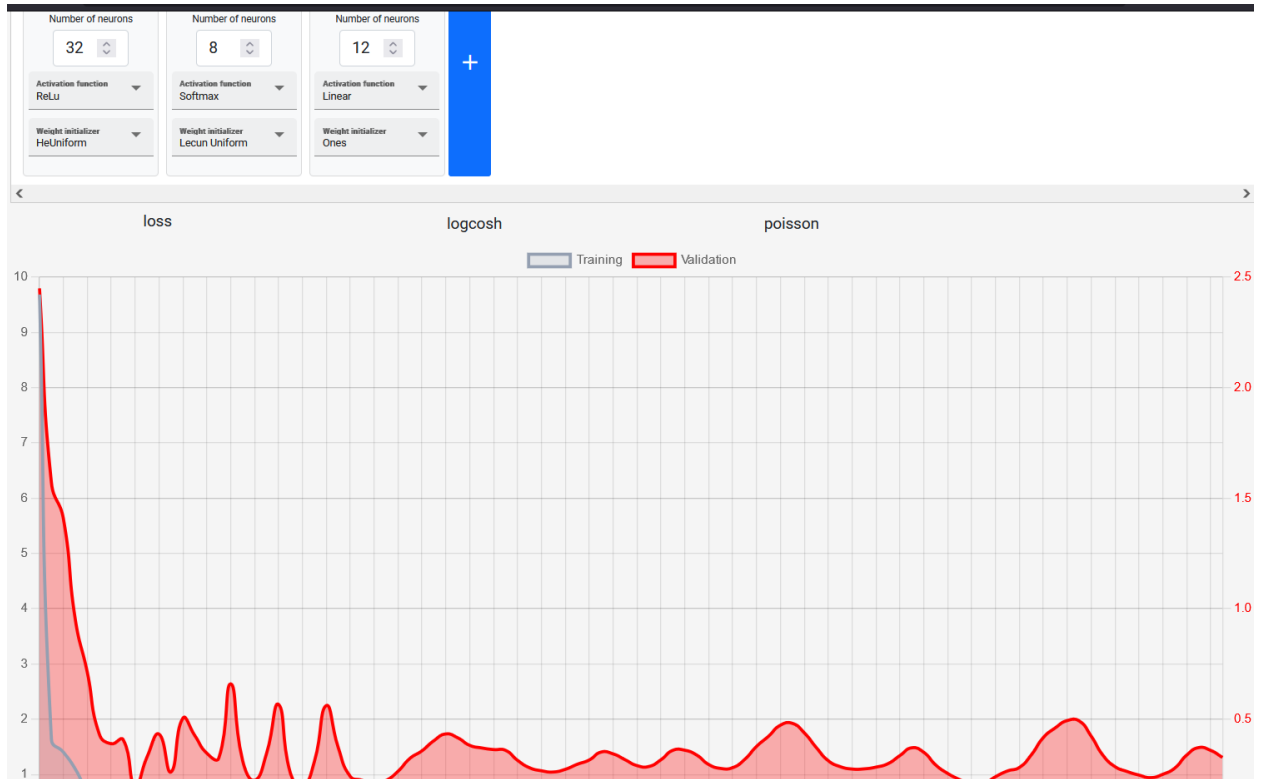 Number of neurons Number of neurons Number of neurons
32 8 12
+
Activation function Activation function Activation function
ReLu Softmax Linear
Weight initializer Weight initializer Weight initializer
HeUniform Lecun Uniform Ones
loss logcosh poisson
Training Validation
10 2.5
9
8 2.0
7
6 1.5
5
4 1.0
3
2 0.5
1